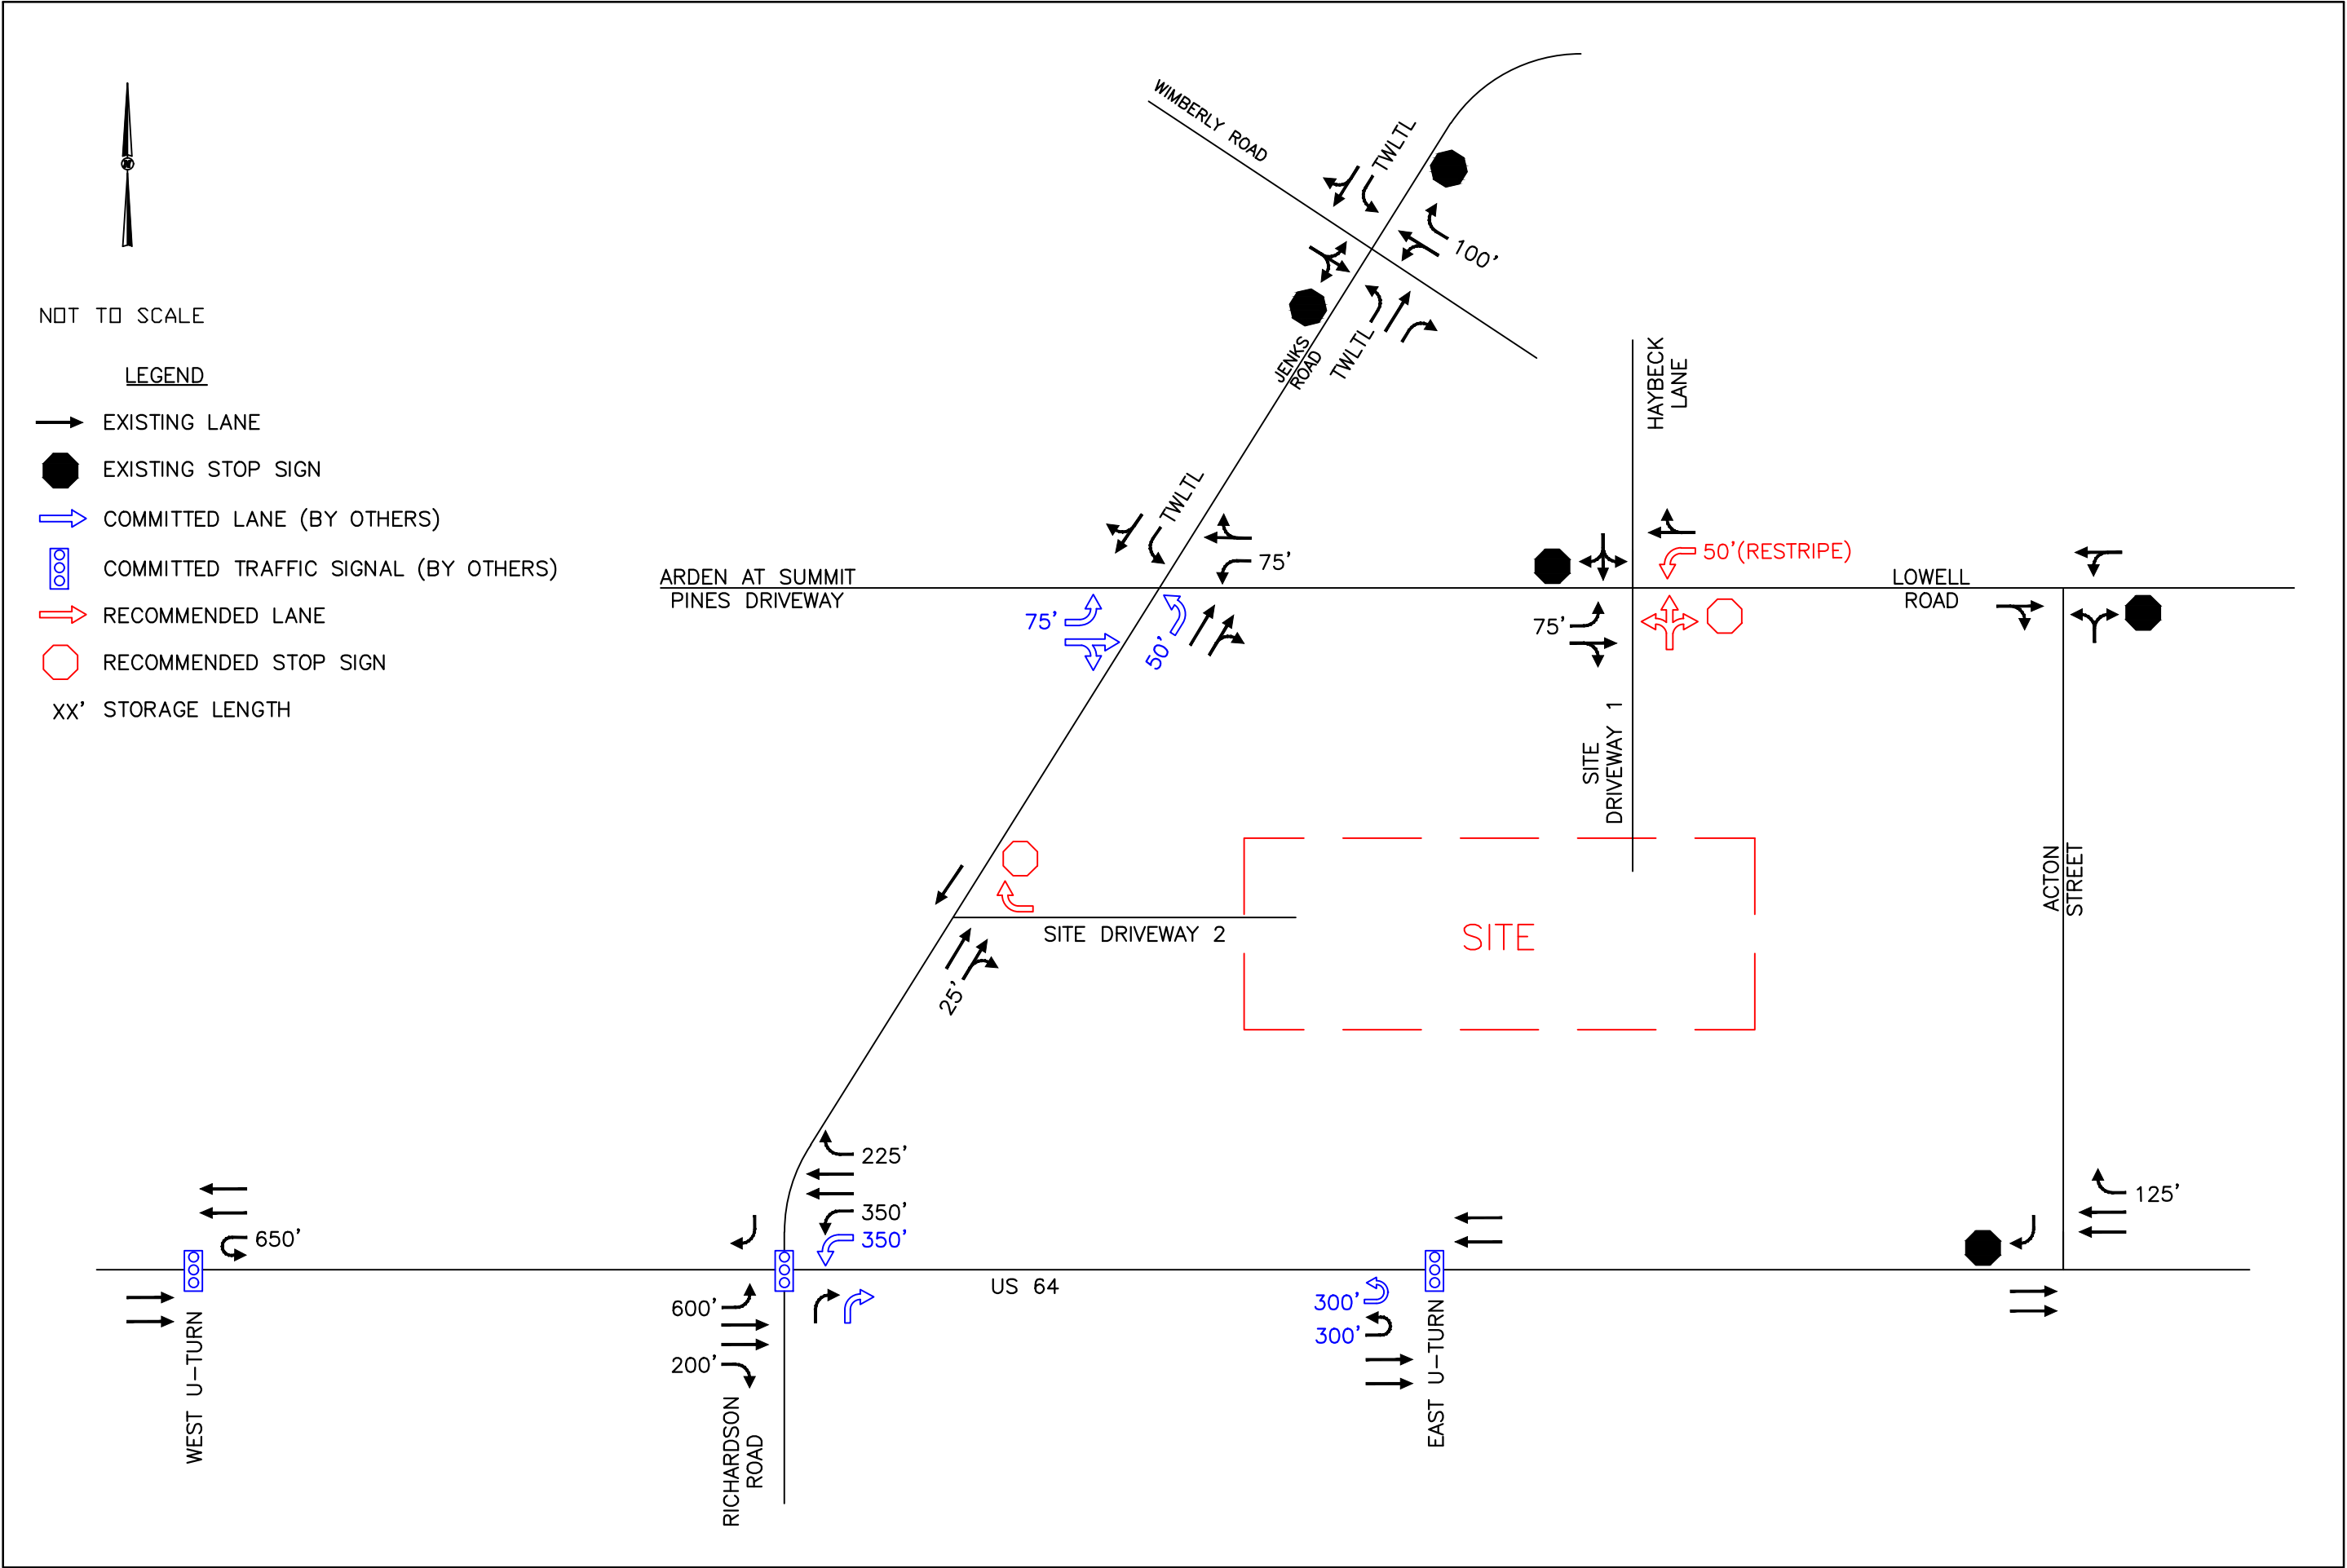 WIMBERLY ROAD
TWLTL
100'
N
NOT TO SCALE
LEGEND
EXISTING LANE
EXISTING STOP SIGN
COMMITTED LANE (BY OTHERS)
COMMITTED TRAFFIC SIGNAL (BY OTHERS)
RECOMMENDED LANE
RECOMMENDED STOP SIGN
XX' STORAGE LENGTH
JENKS
ROAD
TWLTL
HAYBECK
LANE
TWLTL
75'
50'(RESTRIPE)
ARDEN AT SUMMIT
PINES DRIVEWAY
75'
50'
75'
LOWELL
ROAD
SITE
DRIVEWAY 1
SITE DRIVEWAY 2
SITE
25'
ACTON
STREET
225'
350'
350'
650'
125'
US 64
600'
200'
300'
300'
WEST U-TURN
RICHARDSON
ROAD
EAST U-TURN